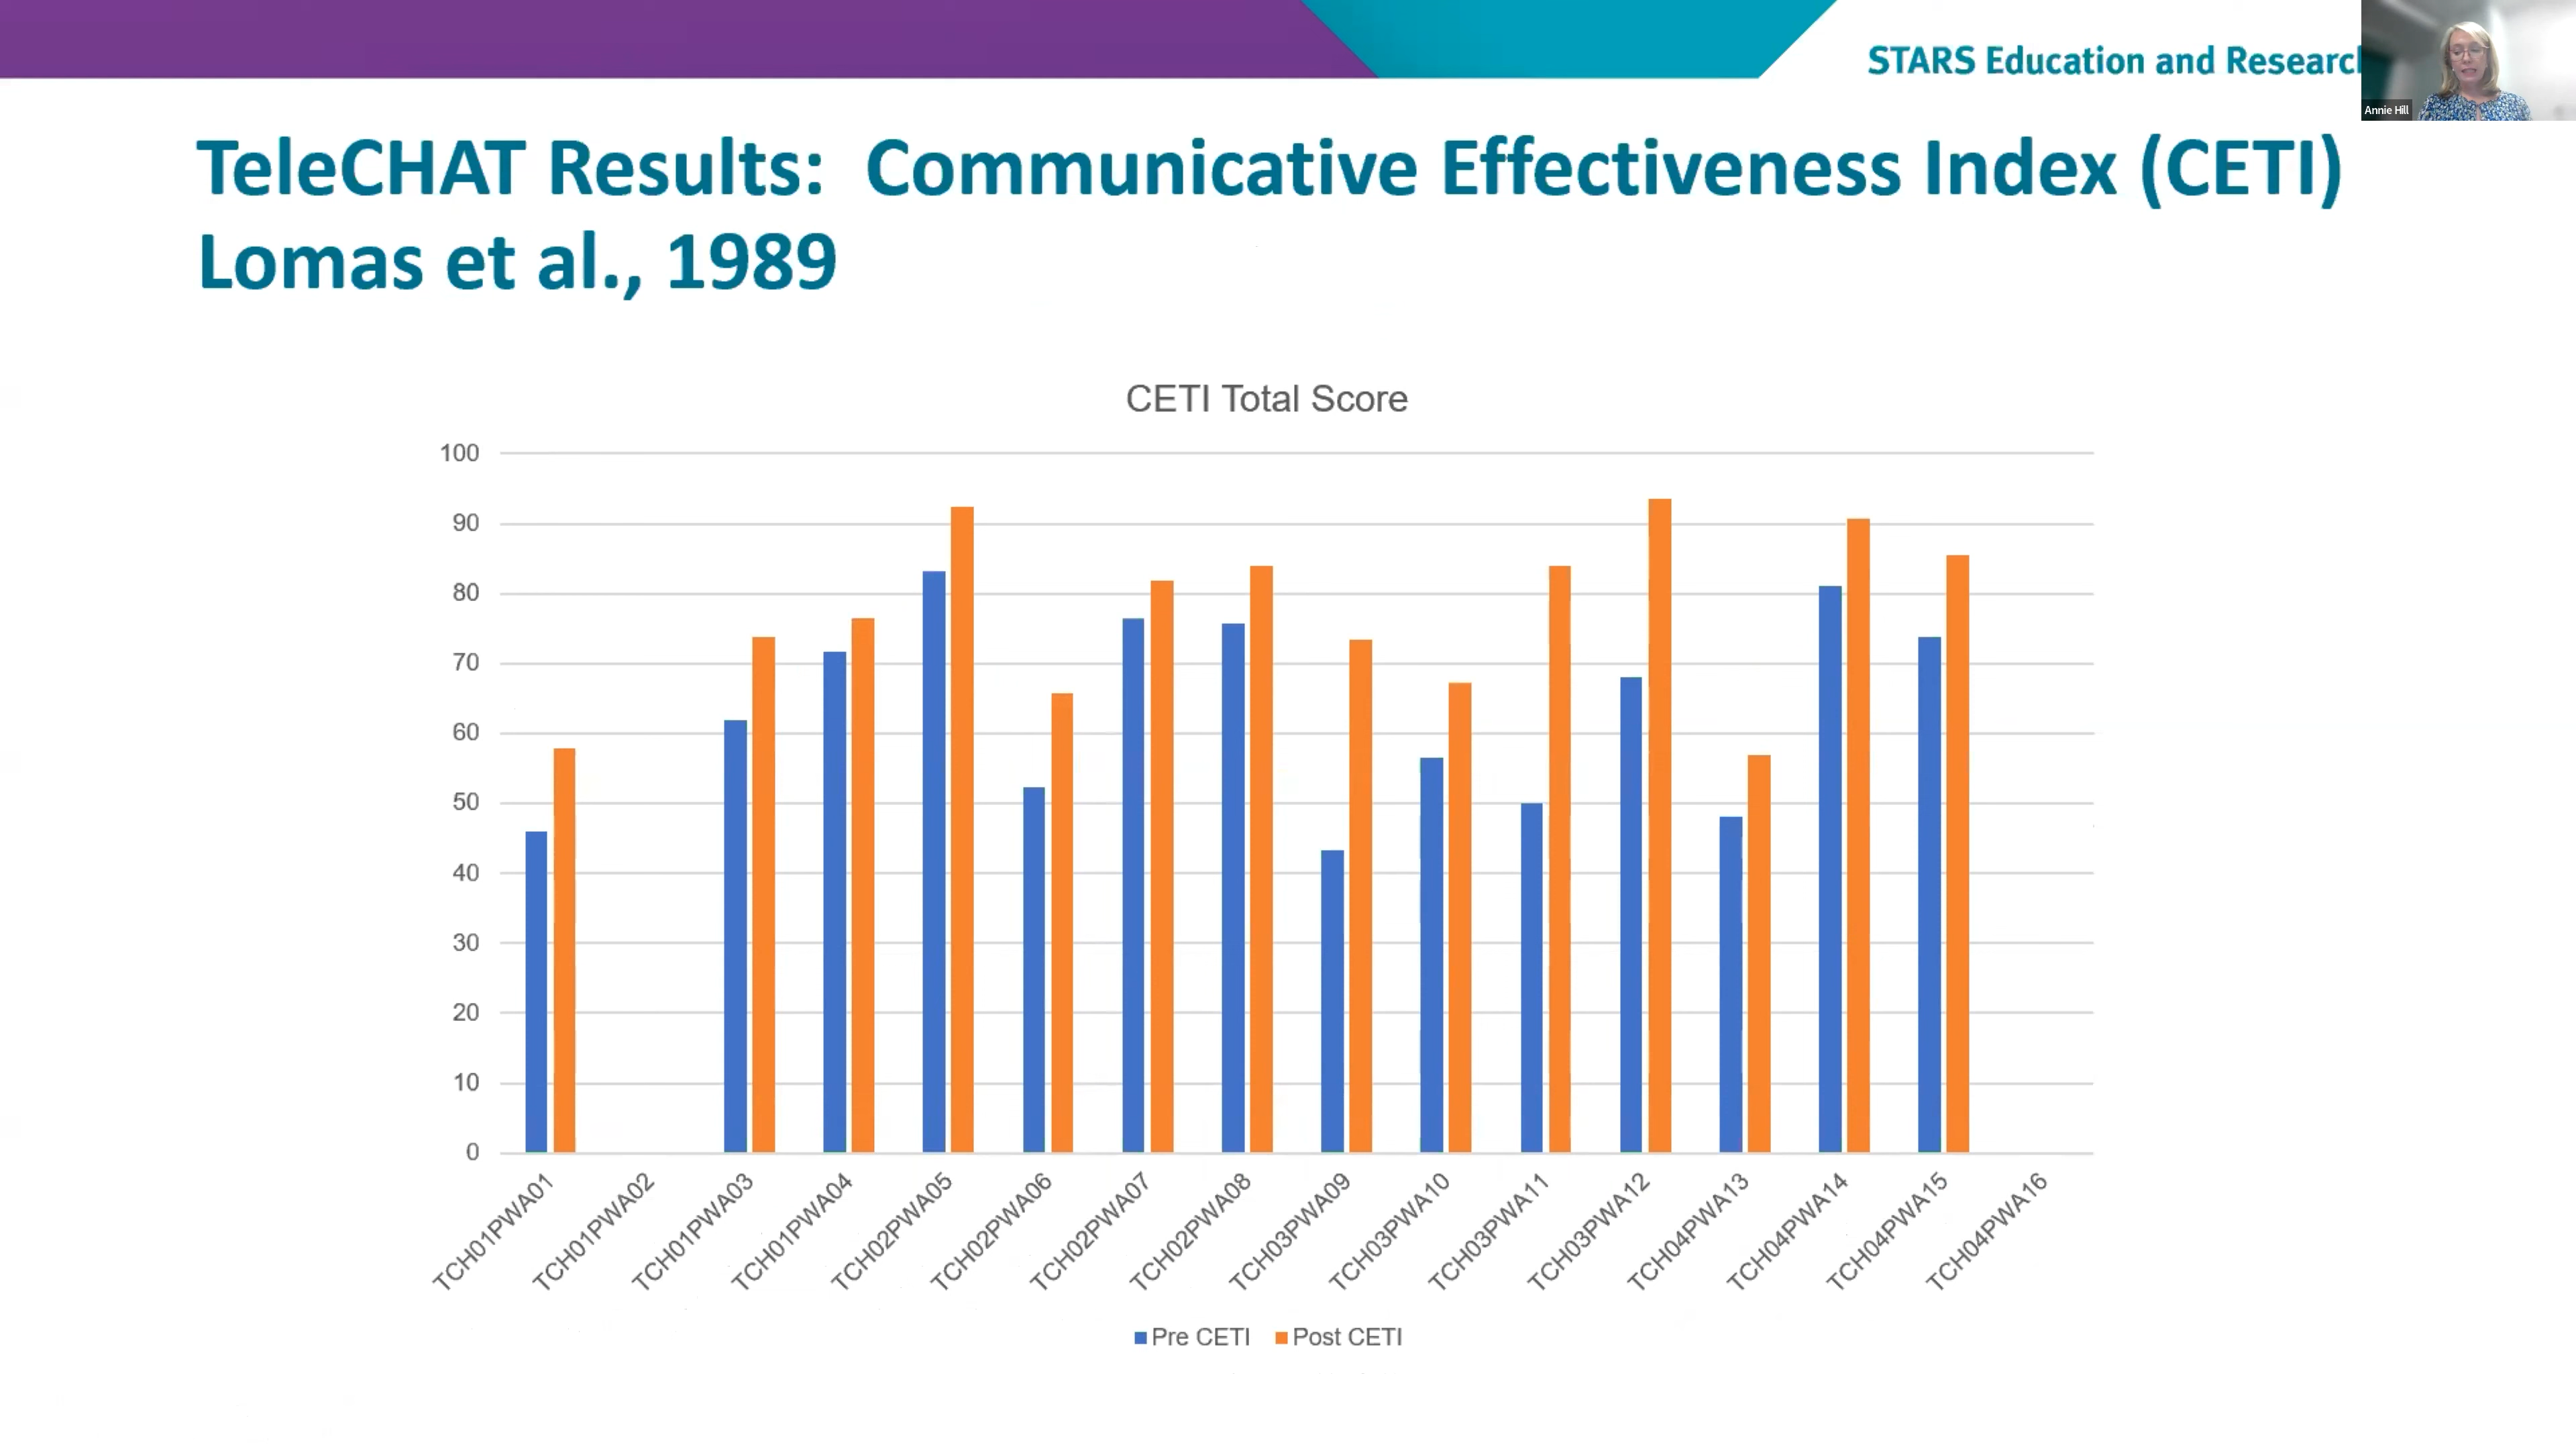 STARS Education and Research
Annie Hill
TeleCHAT Results: Communicative Effectiveness Index (CETI)
Lomas et al., 1989
CETI Total Score
100
90
80
70
60
50
40
30
20
10
0
TCH01PWA01
TCH01PWA02
TCH01PWA03
TCH01PWA04
TCH02PWA05
TCH02PWA06
TCH02PWA07
TCH02PWA08
TCH03PWA09
TCH03PWA10
TCH03PWA11
TCH03PWA12
TCH04PWA13
TCH04PWA14
TCH04PWA15
TCH04PWA16
Pre CETI Post CETI